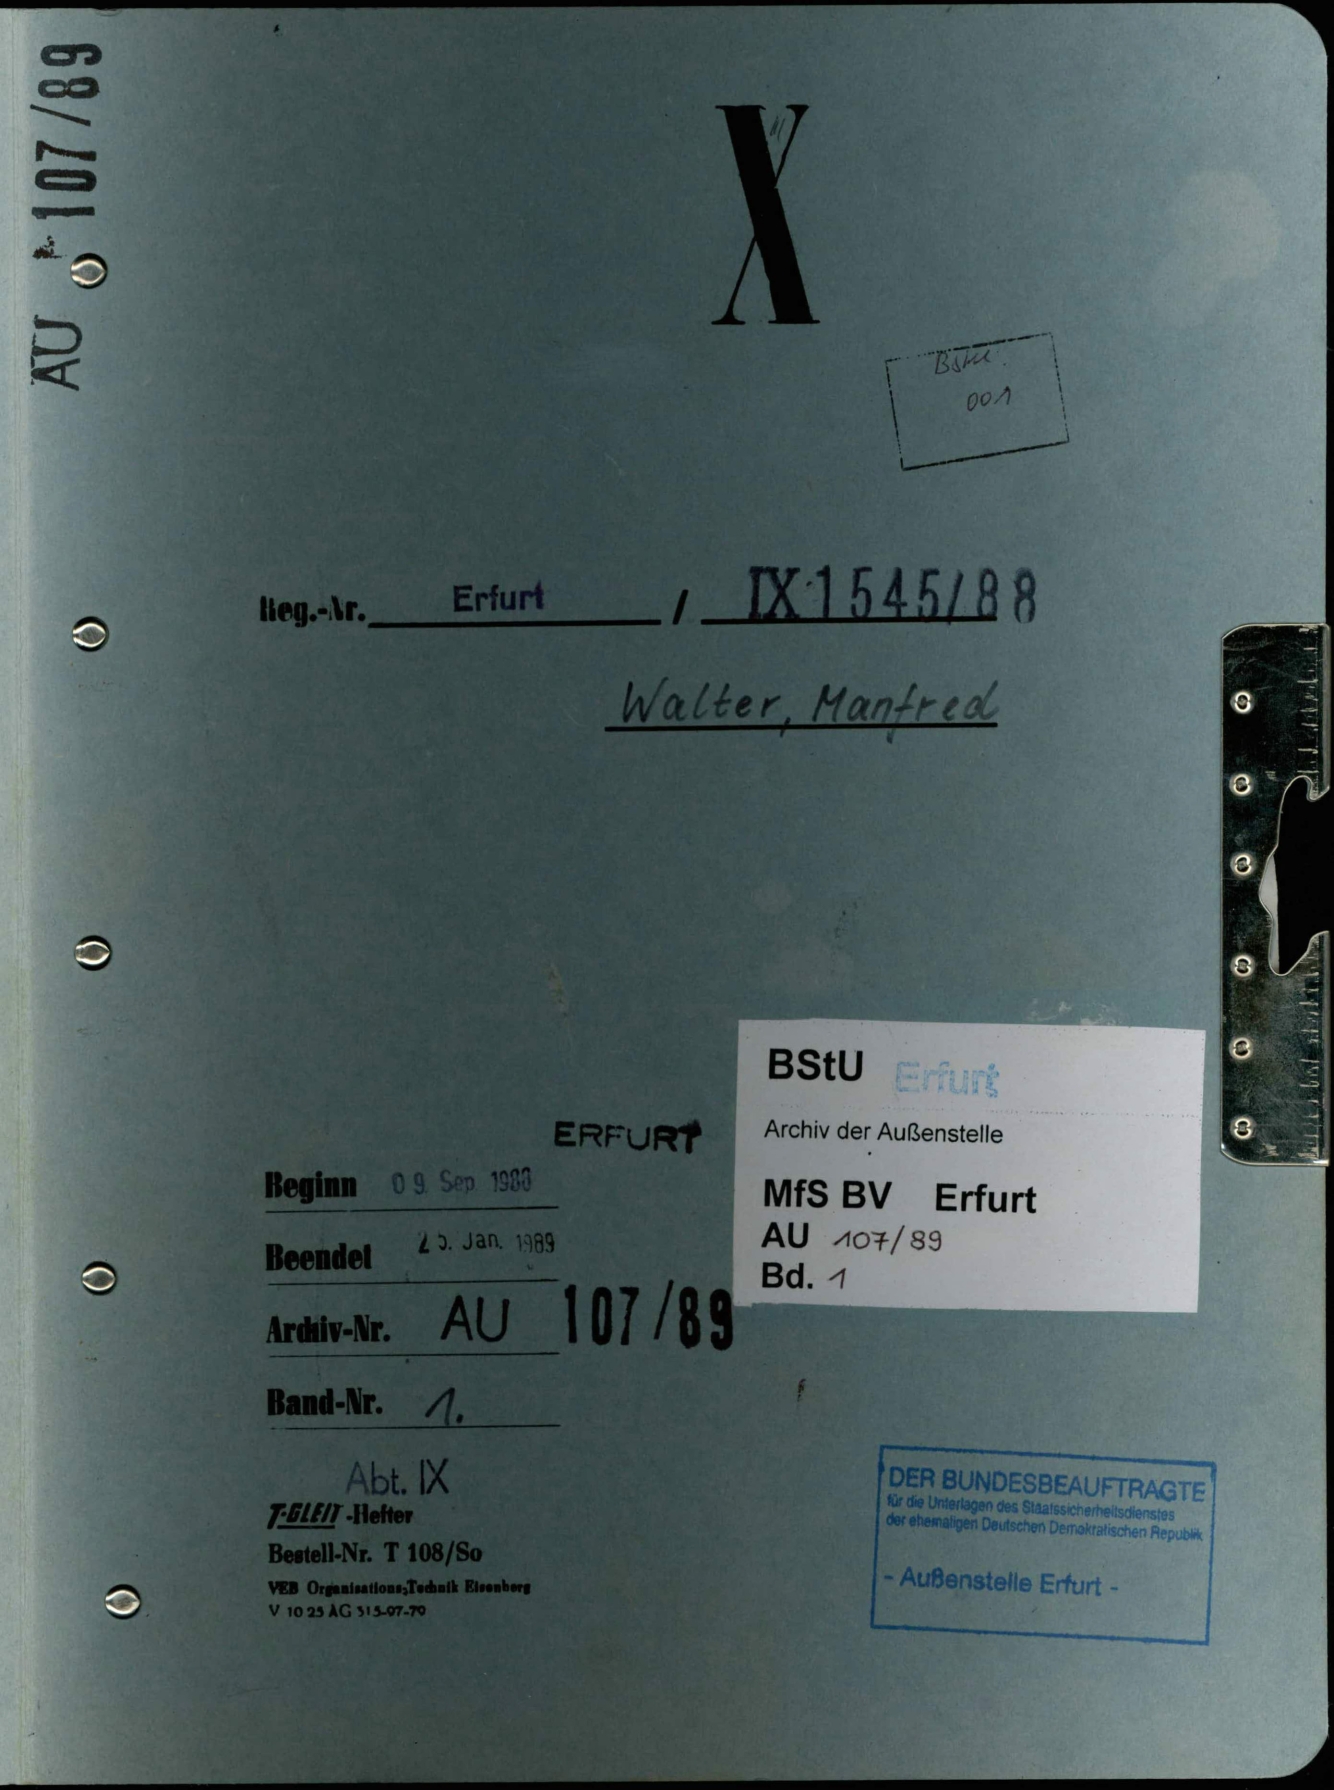 AU 107/89
X
BStU.
001
Reg.-Nr. Erfurt / IX 1545/88
Walter, Manfred
BStU Erfurt
Archiv der Außenstelle
MfS BV Erfurt
AU 107/89
Bd. 1
ERFURT
Beginn 09. Sep. 1988
Beendet 25. Jan. 1989
Archiv-Nr. AU 107/89
Band-Nr. 1.
Abt. IX
T-GLEIT-Hefter
Bestell-Nr. T 108/So
VEB Organisations-Technik Eisenberg
V 10 25 AG 315-07-70
DER BUNDESBEAUFTRAGTE
für die Unterlagen des Staatssicherheitsdienstes
der ehemaligen Deutschen Demokratischen Republik
- Außenstelle Erfurt -